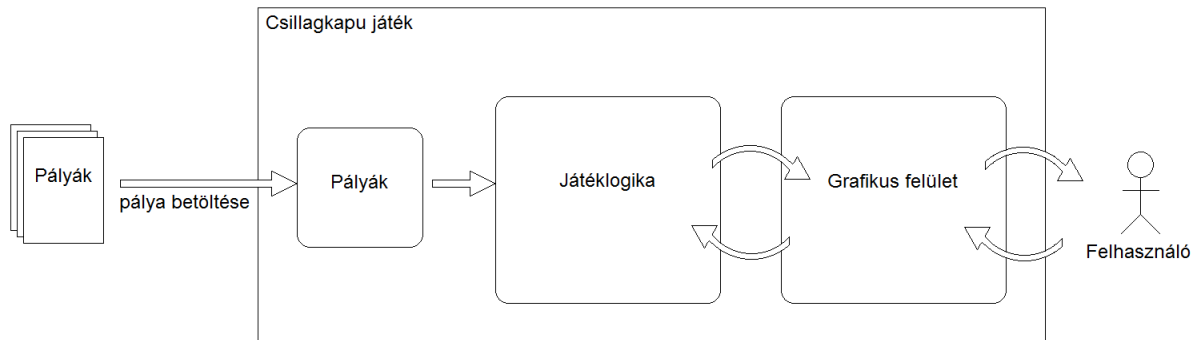 Csillagkapu játék
Pályák
pálya betöltése
Pályák
Játéklogika
Grafikus felület
Felhasználó